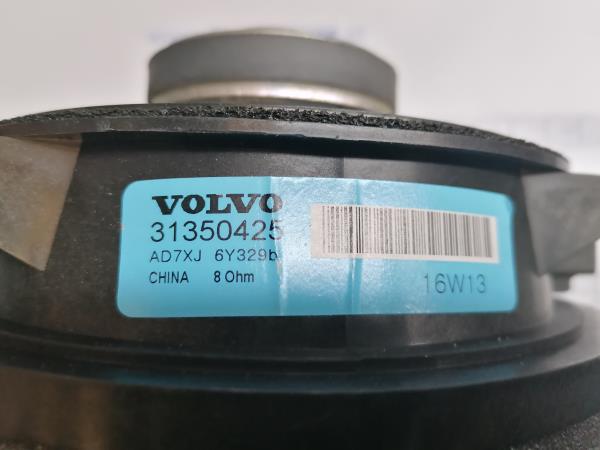 VOLVO
31350425
AD7XJ 6Y329b
CHINA 8 Ohm
16W13